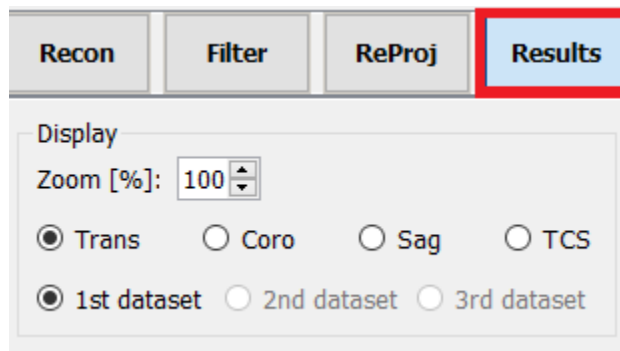 Recon Filter ReProj Results
Display
Zoom [%]: 100
Trans Coro Sag TCS
1st dataset 2nd dataset 3rd dataset